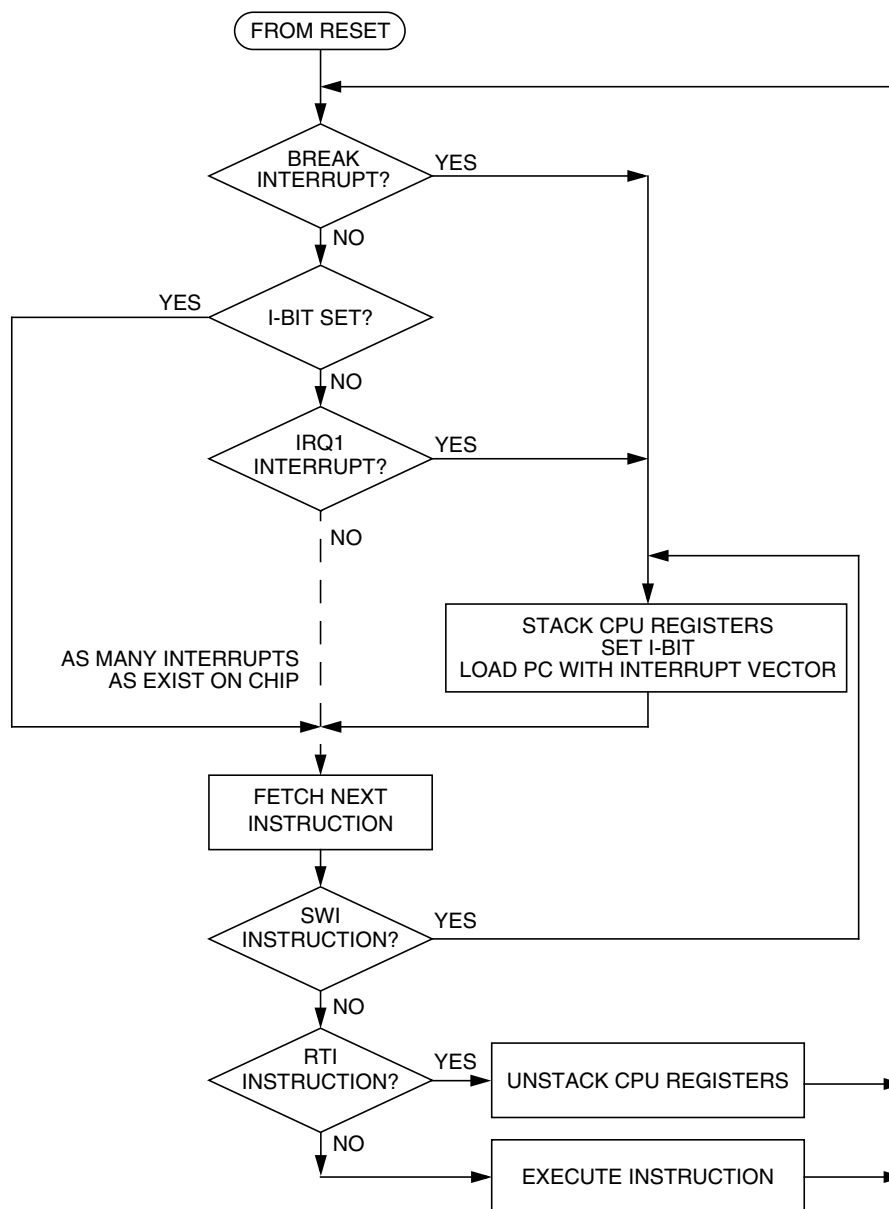 FROM RESET
BREAK
INTERRUPT?
YES
NO
YES
I-BIT SET?
NO
IRQ1
INTERRUPT?
YES
NO
STACK CPU REGISTERS
SET I-BIT
LOAD PC WITH INTERRUPT VECTOR
AS MANY INTERRUPTS
AS EXIST ON CHIP
FETCH NEXT
INSTRUCTION
SWI
INSTRUCTION?
YES
NO
RTI
INSTRUCTION?
YES
UNSTACK CPU REGISTERS
NO
EXECUTE INSTRUCTION